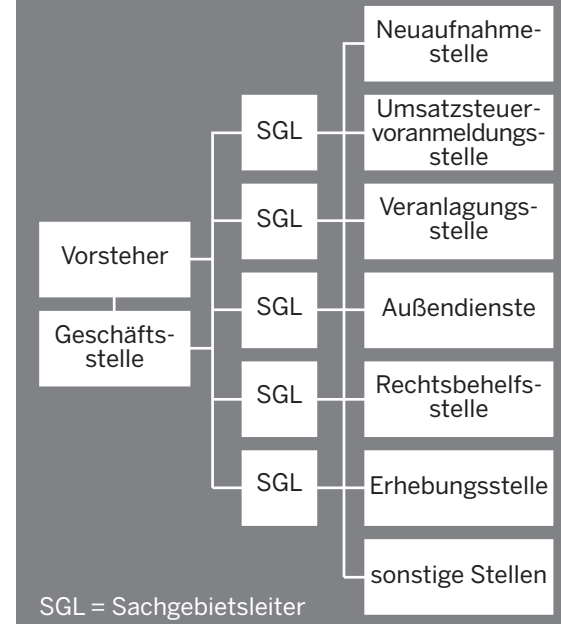 Vorsteher
Geschäfts-
stelle
SGL
SGL
SGL
SGL
SGL
Neuaufnahme-
stelle
Umsatzsteuer-
voranmeldungs-
stelle
Veranlagungs-
stelle
Außendienste
Rechtsbehelfs-
stelle
Erhebungsstelle
sonstige Stellen
SGL = Sachgebietsleiter